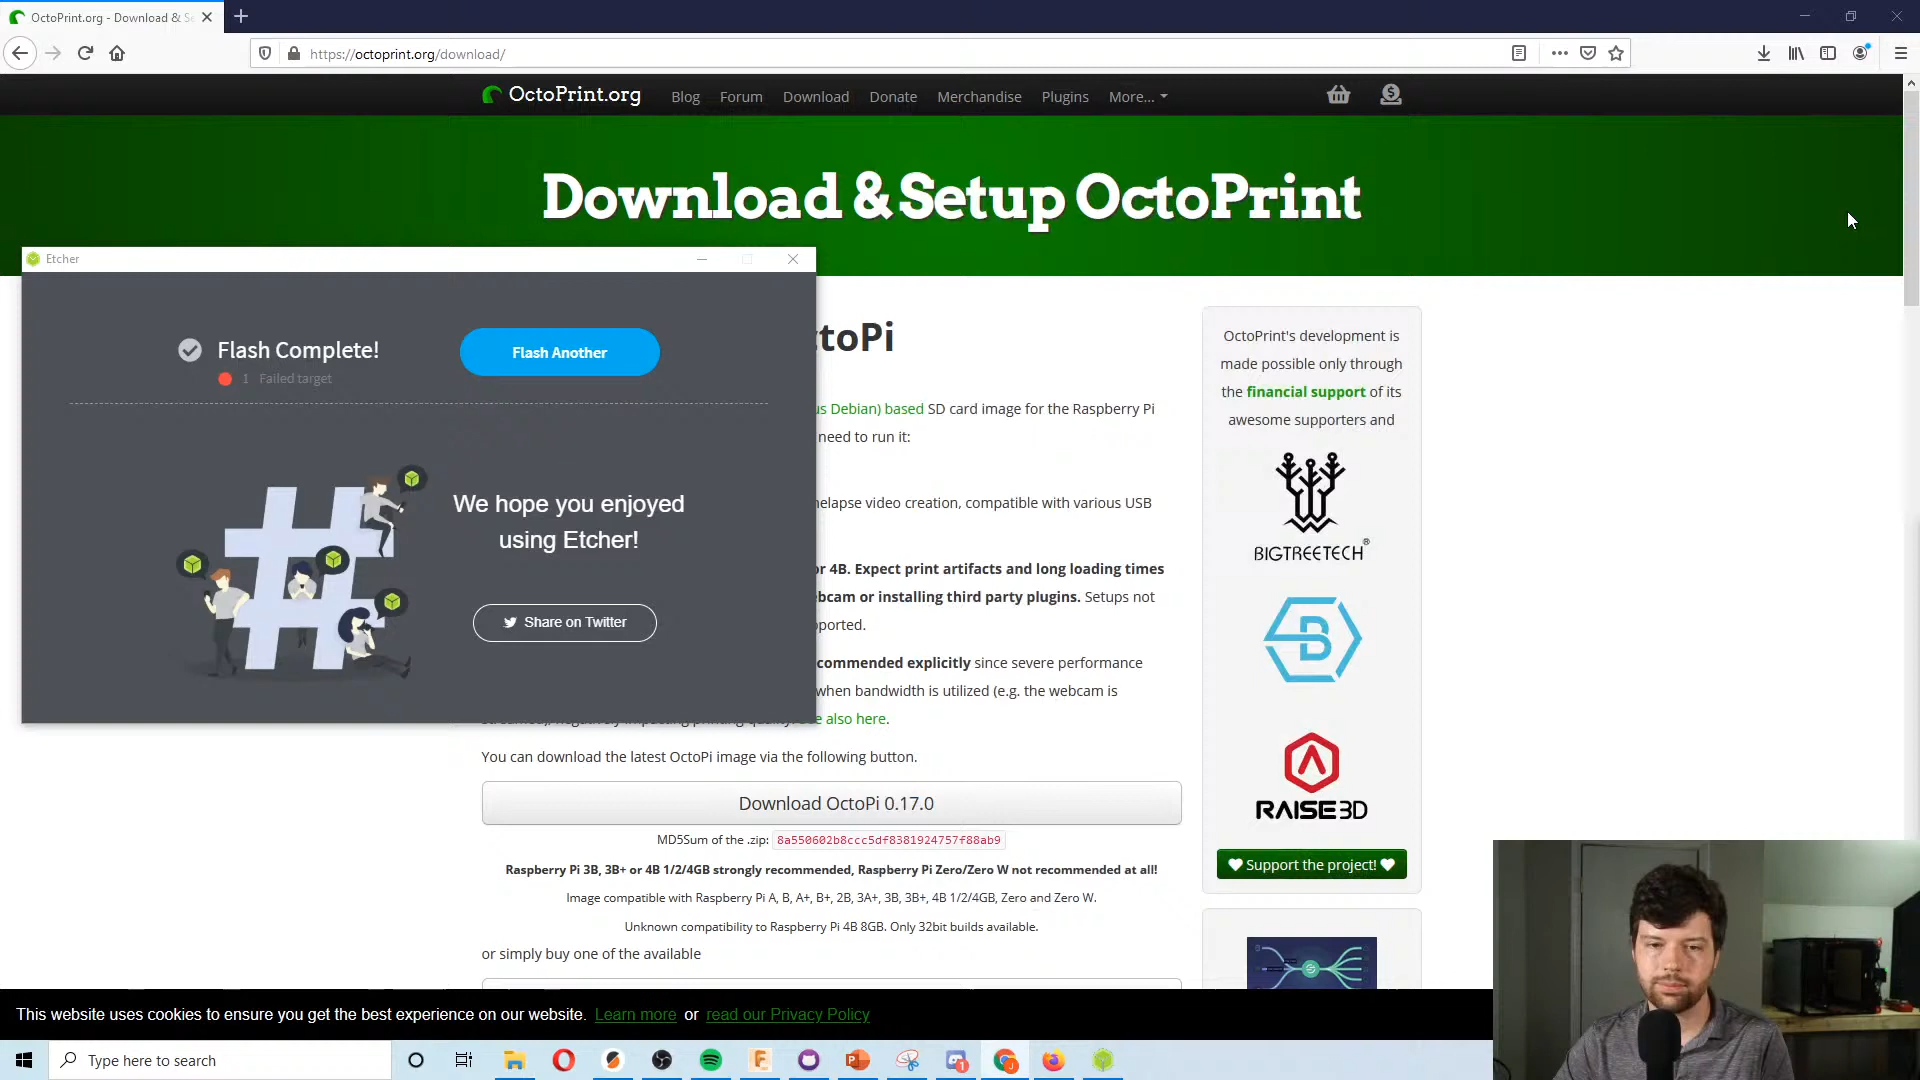 OctoPrint.org - Download & Se
https://octoprint.org/download/
OctoPrint.org
Blog
Forum
Download
Donate
Merchandise
Plugins
More...
Download & Setup OctoPrint
Etcher
Flash Complete!
1 Failed target
Flash Another
We hope you enjoyed
using Etcher!
Share on Twitter
toPi
us Debian) based SD card image for the Raspberry Pi
need to run it:
elapse video creation, compatible with various USB
or 4B. Expect print artifacts and long loading times
bcam or installing third party plugins. Setups not
ported.
commended explicitly since severe performance
when bandwidth is utilized (e.g. the webcam is
e also here.
You can download the latest OctoPi image via the following button.
Download OctoPi 0.17.0
MD5Sum of the .zip: 8a550602b8ccc5df8381924757f88ab9
Raspberry Pi 3B, 3B+ or 4B 1/2/4GB strongly recommended, Raspberry Pi Zero/Zero W not recommended at all!
Image compatible with Raspberry Pi A, B, A+, B+, 2B, 3A+, 3B, 3B+, 4B 1/2/4GB, Zero and Zero W.
Unknown compatibility to Raspberry Pi 4B 8GB. Only 32bit builds available.
or simply buy one of the available
OctoPrint's development is
made possible only through
the financial support of its
awesome supporters and
BIGTREETECH®
RAISE3D
Support the project!
This website uses cookies to ensure you get the best experience on our website. Learn more or read our Privacy Policy
Type here to search